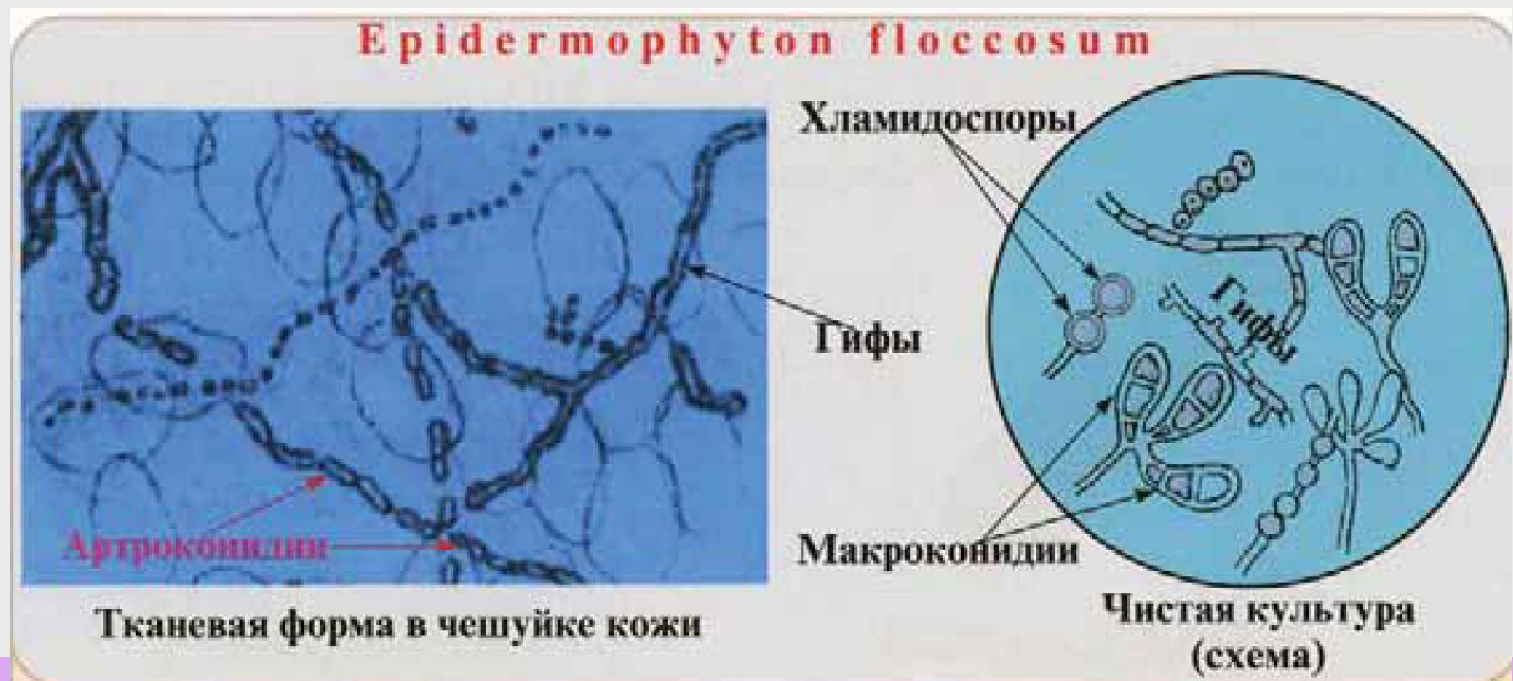 Epidermophyton floccosum
Хламидоспоры
Гифы
Гифы
Артроконидии
Макроконидии
Тканевая форма в чешуйке кожи
Чистая культура
(схема)